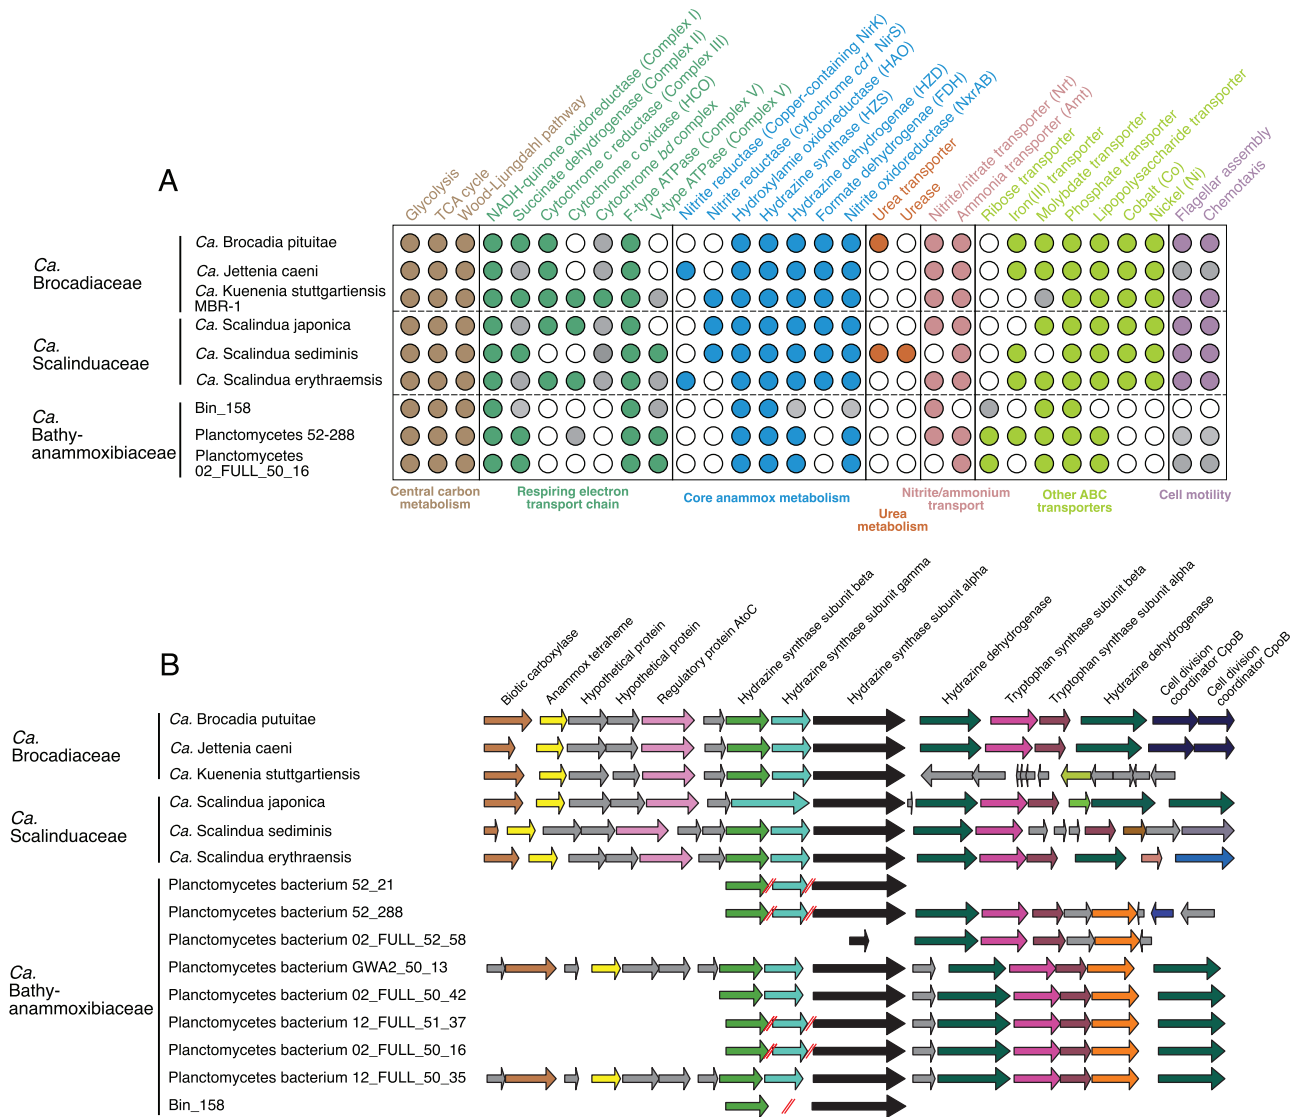 A
Glycolysis
TCA cycle
Wood-Ljungdahl pathway
NADH-quinone oxidoreductase (Complex I)
Succinate dehydrogenase (Complex II)
Cytochrome c reductase (Complex III)
Cytochrome c oxidase (HCO)
Cytochrome bd complex
F-type ATPase (Complex V)
V-type ATPase (Complex V)
Nitrite reductase (Copper-containing NirK)
Nitrite reductase (cytochrome cd1 NirS)
Hydroxylamie oxidoreductase (HAO)
Hydrazine synthase (HZS)
Hydrazine dehydrogenae (HZD)
Formate dehydrogenae (FDH)
Nitrite oxidoreductase (NxrAB)
Urea transporter
Urease
Nitrite/nitrate transporter (Nrt)
Ammonia transporter (Amt)
Ribose transporter
Iron(II) transporter
Molybdate transporter
Phosphate transporter
Lipopolysaccharide transporter
Cobalt (Co)
Nickel (Ni)
Flagellar assembly
Chemotaxis
Ca.
Brocadiaceae
Ca. Brocadia pituitae
Ca. Jettenia caeni
Ca. Kuenenia stuttgartiensis
MBR-1
Ca.
Scalinduaceae
Ca. Scalindua japonica
Ca. Scalindua sediminis
Ca. Scalindua erythraemsis
Ca.
Bathy-
anammoxibiaceae
Bin_158
Planctomycetes 52-288
Planctomycetes
02_FULL_50_16
Central carbon
metabolism
Respiring electron
transport chain
Core anammox metabolism
Urea
metabolism
Nitrite/ammonium
transport
Other ABC
transporters
Cell motility
B
Biotic carboxylase
Anammox tetraheme
Hypothetical protein
Hypothetical protein
Regulatory protein AtoC
Hydrazine synthase subunit beta
Hydrazine synthase subunit gamma
Hydrazine synthase subunit alpha
Hydrazine dehydrogenase
Tryptophan synthase subunit beta
Tryptophan synthase subunit alpha
Hydrazine dehydrogenase
Cell division
coordinator CpoB
Cell division
coordinator CpoB
Ca.
Brocadiaceae
Ca. Brocadia pututae
Ca. Jettenia caeni
Ca. Kuenenia stuttgartiensis
Ca.
Scalinduaceae
Ca. Scalindua japonica
Ca. Scalindua sediminis
Ca. Scalindua erythraensis
Ca.
Bathy-
anammoxibiaceae
Planctomycetes bacterium 52_21
Planctomycetes bacterium 52_288
Planctomycetes bacterium 02_FULL_52_58
Planctomycetes bacterium GWA2_50_13
Planctomycetes bacterium 02_FULL_50_42
Planctomycetes bacterium 12_FULL_51_37
Planctomycetes bacterium 02_FULL_50_16
Planctomycetes bacterium 12_FULL_50_35
Bin_158